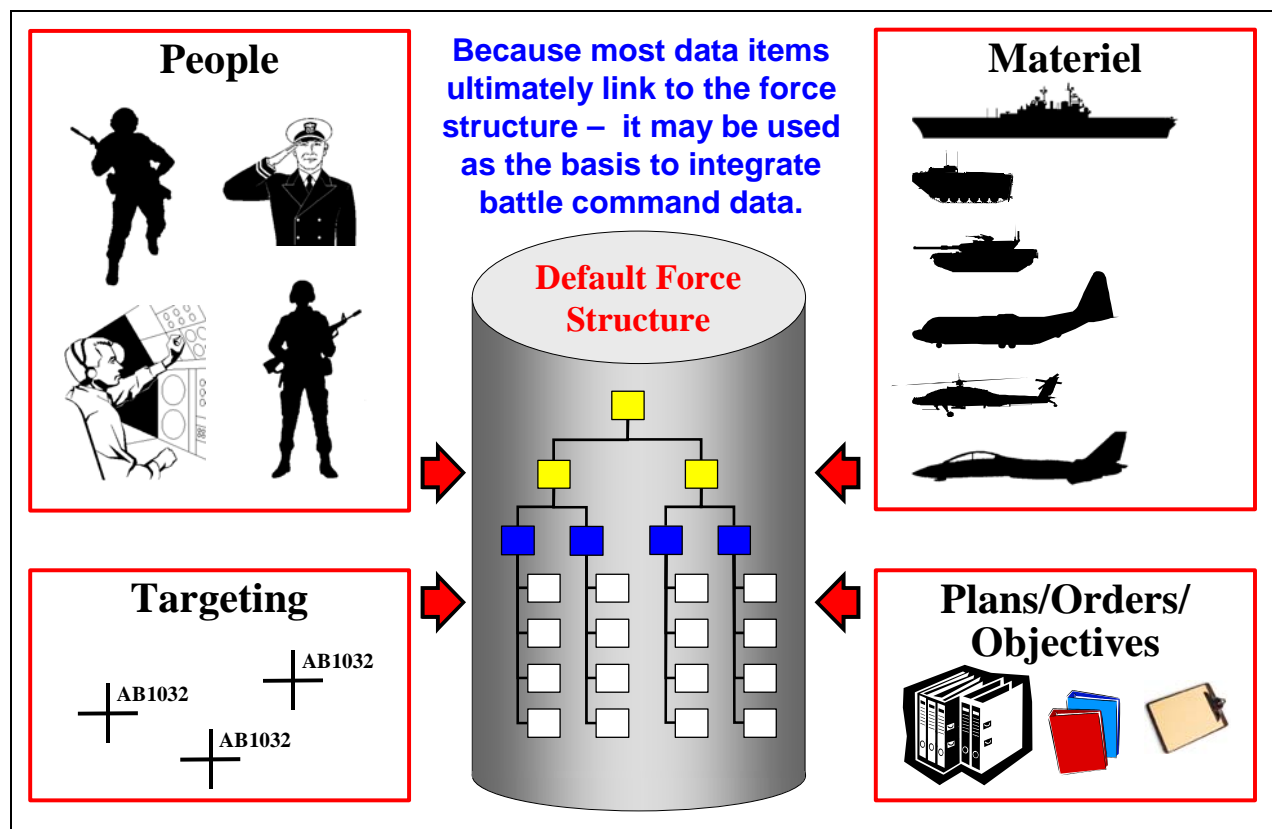 People
Because most data items
ultimately link to the force
structure – it may be used
as the basis to integrate
battle command data.
Materiel
Default Force
Structure
Targeting
AB1032
AB1032
AB1032
Plans/Orders/
Objectives